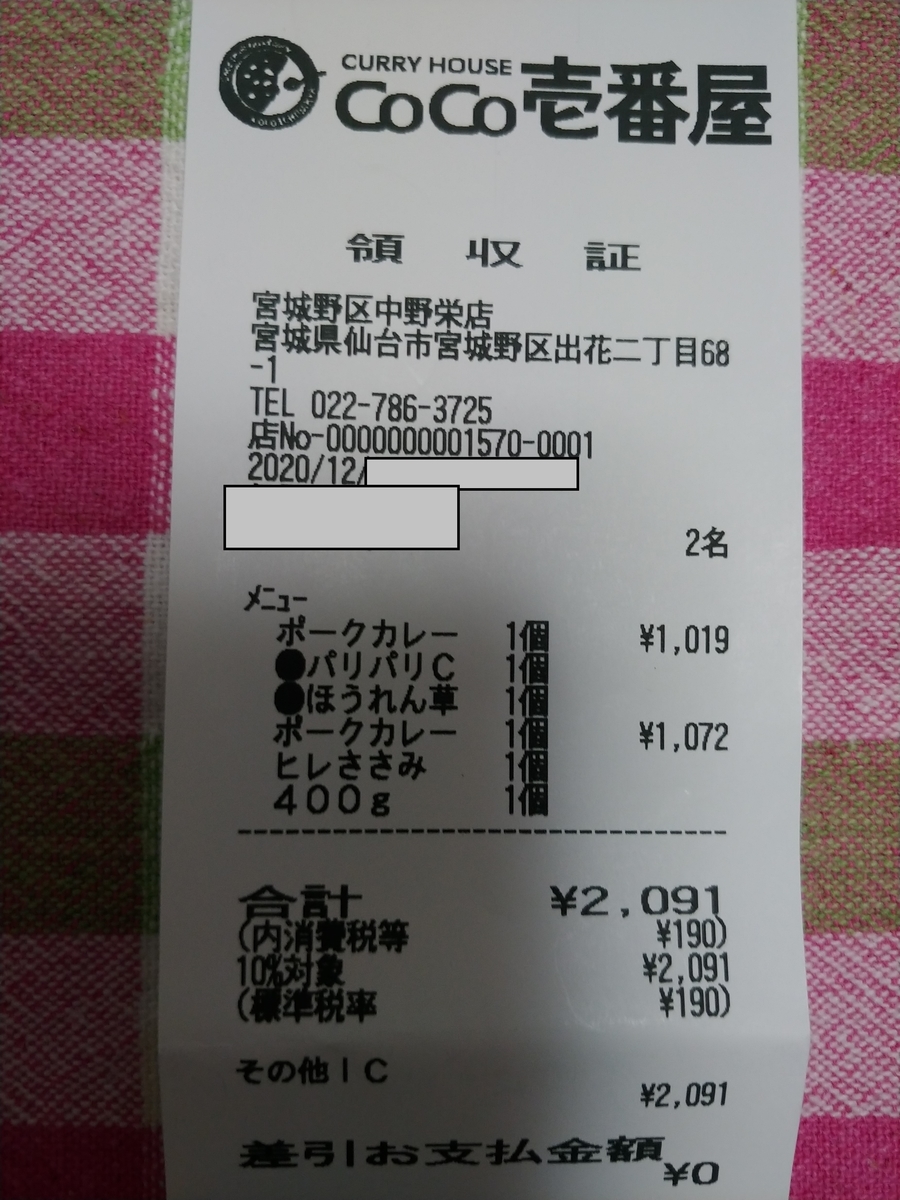 CURRY HOUSE
CoCo壱番屋
領 収 証
宮城野区中野栄店
宮城県仙台市宮城野区出花二丁目68
-1
TEL 022-786-3725
店No-0000000001570-0001
2020/12/
2名
メニュー
ポークカレー 1個 ¥1,019
●パリパリC 1個
●ほうれん草 1個
ポークカレー 1個 ¥1,072
ヒレささみ 1個
400g 1個
合計 ¥2,091
(内消費税等 ¥190)
10%対象 ¥2,091
(標準税率 ¥190)
その他IC
¥2,091
差引お支払金額
¥0